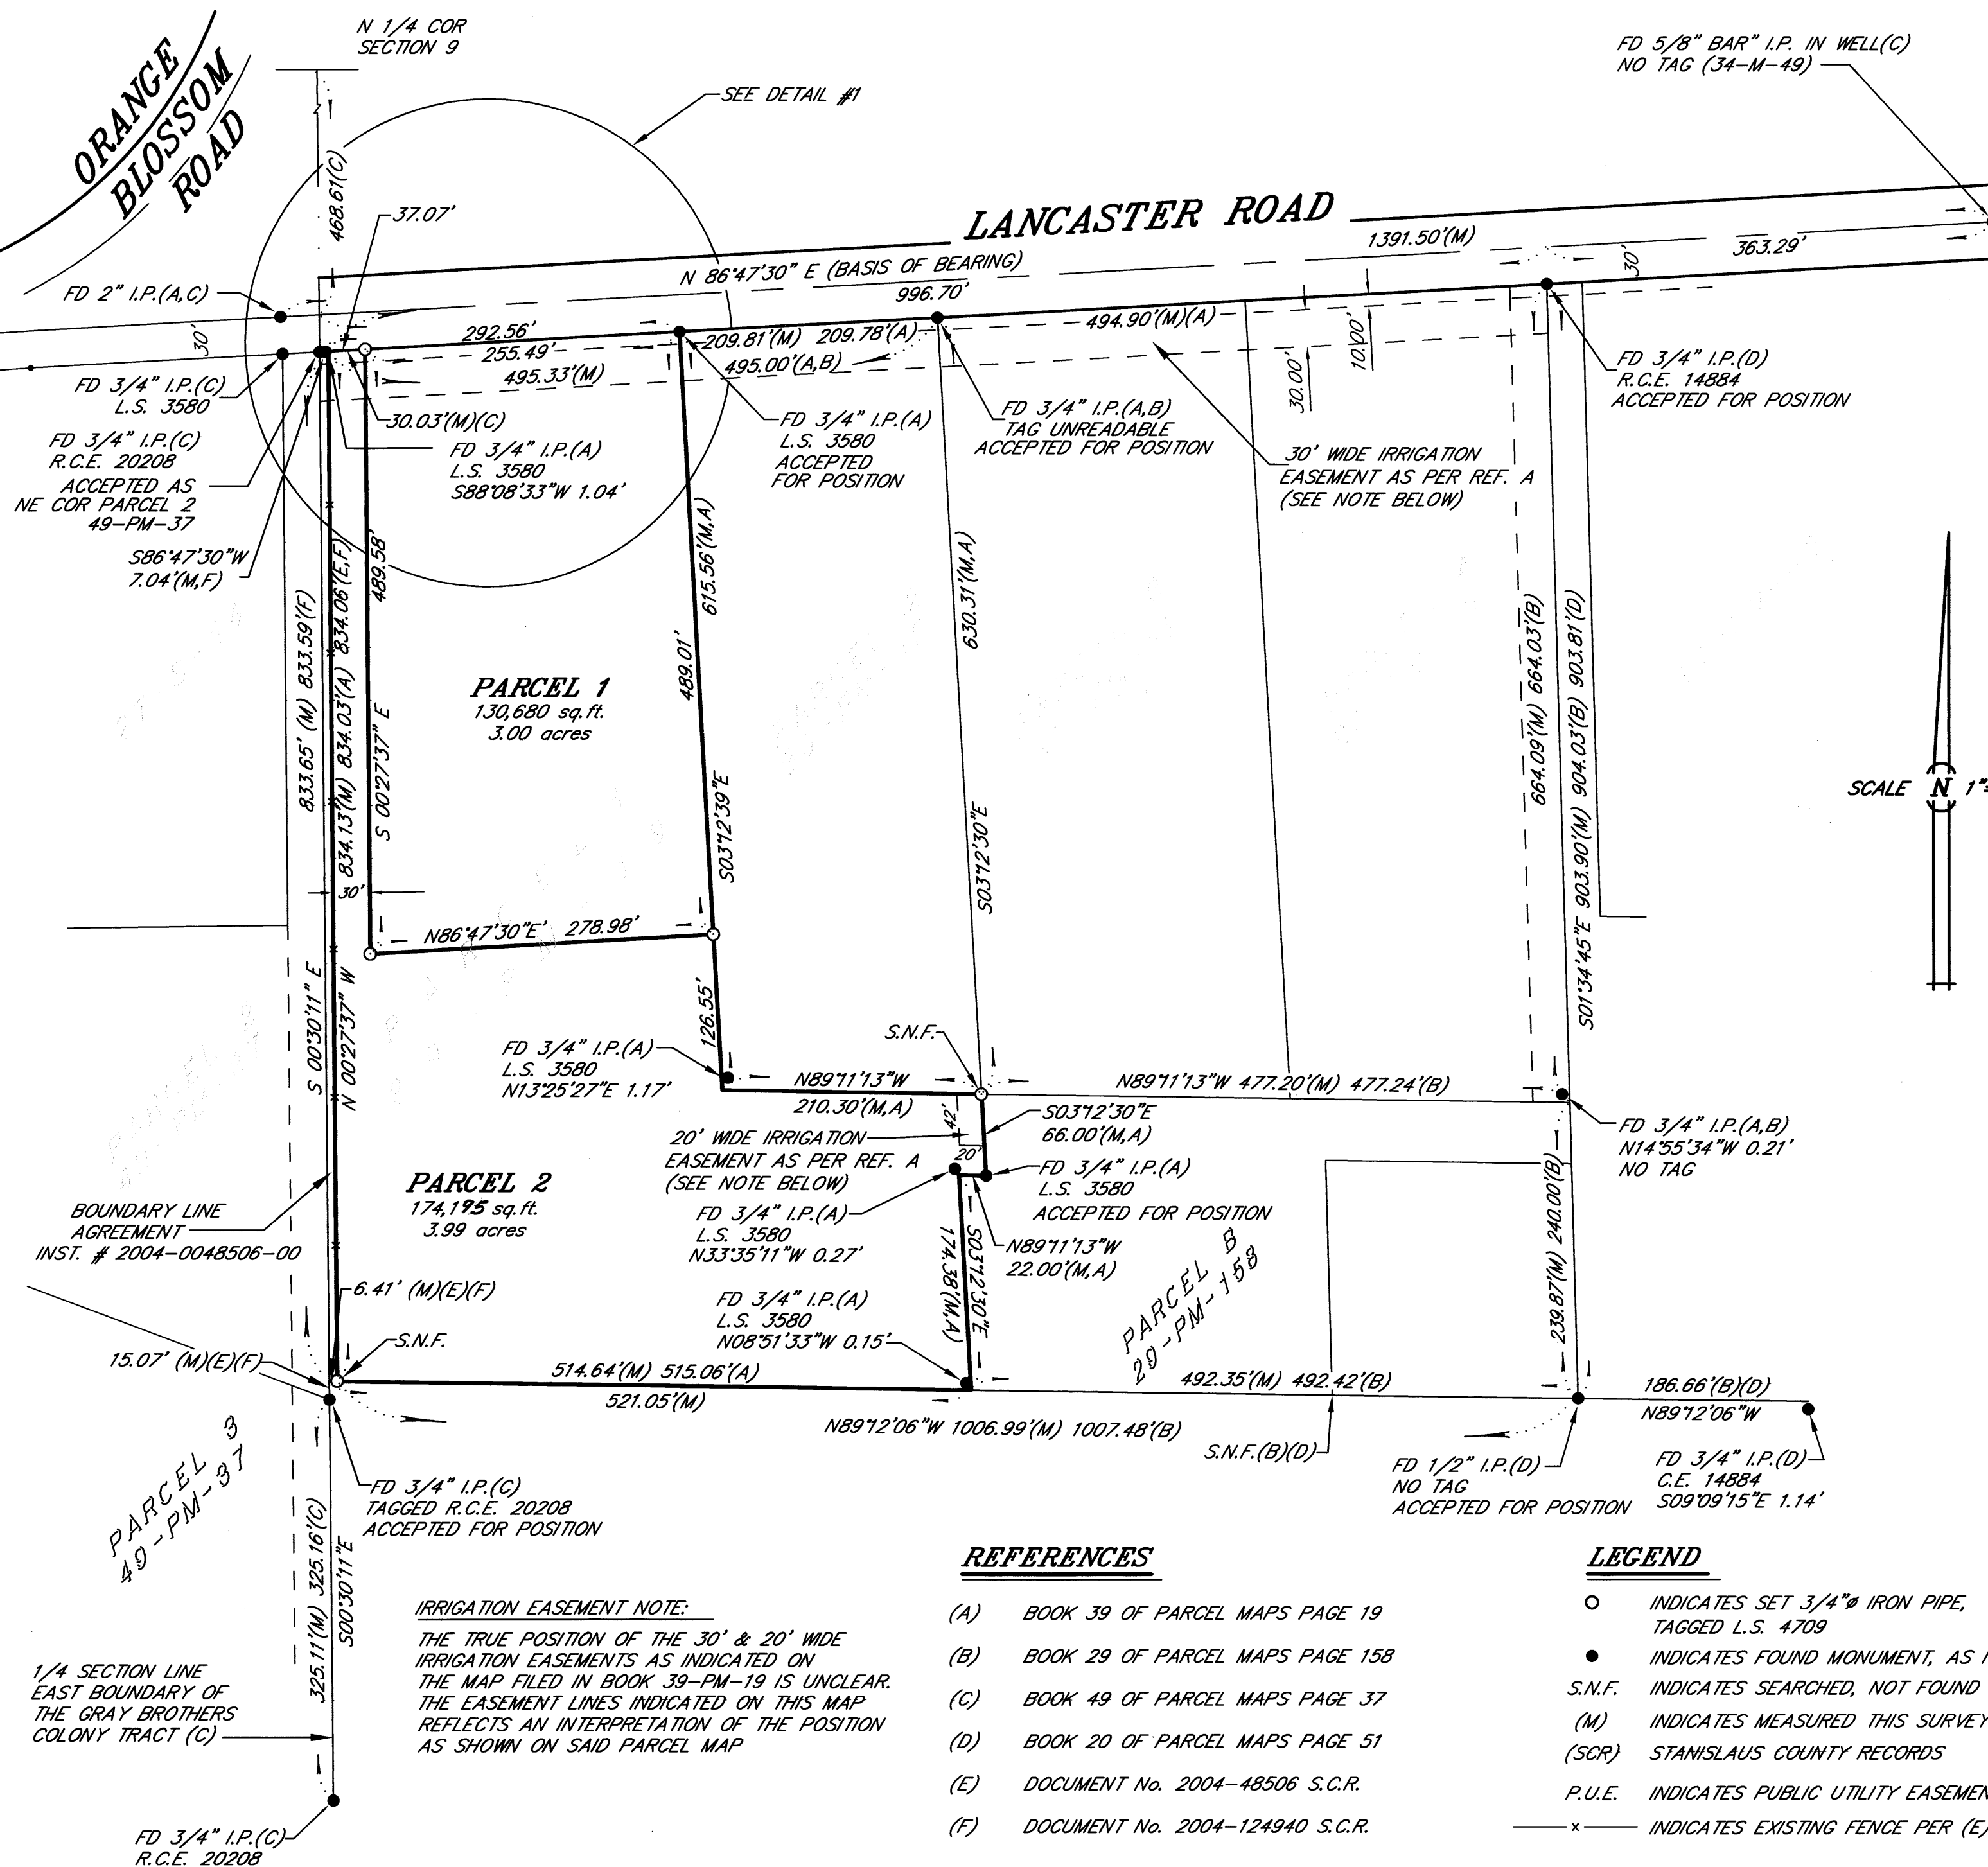 ORANGE
BLOSSOM
ROAD
N 1/4 COR
SECTION 9
SEE DETAIL #1
FD 5/8" BAR" I.P. IN WELL(C)
NO TAG (34-M-49)
468.61'(C)
37.07'
LANCASTER ROAD
1391.50'(M)
363.29'
30'
N 86°47'30" E (BASIS OF BEARING)
996.70'
FD 2" I.P.(A,C)
30'
292.56'
255.49'
495.33'(M)
209.81'(M) 209.78'(A)
495.00'(A,B)
494.90'(M)(A)
10.00'
30.00'
FD 3/4" I.P.(C)
L.S. 3580
30.03'(M)(C)
FD 3/4" I.P.(C)
R.C.E. 20208
ACCEPTED AS
NE COR PARCEL 2
49-PM-37
S86°47'30"W
7.04'(M,F)
FD 3/4" I.P.(A)
L.S. 3580
S88°08'33"W 1.04'
FD 3/4" I.P.(A)
L.S. 3580
ACCEPTED
FOR POSITION
FD 3/4" I.P.(A,B)
TAG UNREADABLE
ACCEPTED FOR POSITION
30' WIDE IRRIGATION
EASEMENT AS PER REF. A
(SEE NOTE BELOW)
FD 3/4" I.P.(D)
R.C.E. 14884
ACCEPTED FOR POSITION
833.65' (M) 833.59'(F)
S 00°30'11" E
834.13'(M) 834.03'(A) 834.06'(E,F)
N 00°27'37" W
489.58'
S 00°27'37" E
30'
PARCEL 1
130,680 sq.ft.
3.00 acres
615.56'(M,A)
489.01'
S03°12'39"E
630.31'(M,A)
S03°12'30"E
664.09'(M) 664.03'(B)
S01°34'45"E 903.90'(M) 904.03'(B) 903.81'(D)
SCALE N 1"=
N86°47'30"E' 278.98'
126.55'
FD 3/4" I.P.(A)
L.S. 3580
N13°25'27"E 1.17'
S.N.F.
N89°11'13"W
210.30'(M,A)
N89°11'13"W 477.20'(M) 477.24'(B)
42'
20'
S03°12'30"E
66.00'(M,A)
20' WIDE IRRIGATION
EASEMENT AS PER REF. A
(SEE NOTE BELOW)
FD 3/4" I.P.(A,B)
N14°55'34"W 0.21'
NO TAG
FD 3/4" I.P.(A)
L.S. 3580
ACCEPTED FOR POSITION
PARCEL 2
174,195 sq.ft.
3.99 acres
FD 3/4" I.P.(A)
L.S. 3580
N33°35'11"W 0.27'
N89°11'13"W
22.00'(M,A)
174.38'(M,A)
S03°12'30"E
PARCEL B
29-PM-158
239.87'(M) 240.00'(B)
BOUNDARY LINE
AGREEMENT
INST. # 2004-0048506-00
6.41' (M)(E)(F)
S.N.F.
15.07' (M)(E)(F)
FD 3/4" I.P.(A)
L.S. 3580
N08°51'33"W 0.15'
514.64'(M) 515.06'(A)
521.05'(M)
492.35'(M) 492.42'(B)
N89°12'06"W 1006.99'(M) 1007.48'(B)
S.N.F.(B)(D)
186.66'(B)(D)
N89°12'06"W
FD 1/2" I.P.(D)
NO TAG
ACCEPTED FOR POSITION
FD 3/4" I.P.(D)
C.E. 14884
S09°09'15"E 1.14'
PARCEL 3
49-PM-37
FD 3/4" I.P.(C)
TAGGED R.C.E. 20208
ACCEPTED FOR POSITION
325.11'(M) 325.16'(C)
S00°30'11"E
1/4 SECTION LINE
EAST BOUNDARY OF
THE GRAY BROTHERS
COLONY TRACT (C)
FD 3/4" I.P.(C)
R.C.E. 20208
IRRIGATION EASEMENT NOTE:
THE TRUE POSITION OF THE 30' & 20' WIDE
IRRIGATION EASEMENTS AS INDICATED ON
THE MAP FILED IN BOOK 39-PM-19 IS UNCLEAR.
THE EASEMENT LINES INDICATED ON THIS MAP
REFLECTS AN INTERPRETATION OF THE POSITION
AS SHOWN ON SAID PARCEL MAP
REFERENCES
(A) BOOK 39 OF PARCEL MAPS PAGE 19
(B) BOOK 29 OF PARCEL MAPS PAGE 158
(C) BOOK 49 OF PARCEL MAPS PAGE 37
(D) BOOK 20 OF PARCEL MAPS PAGE 51
(E) DOCUMENT No. 2004-48506 S.C.R.
(F) DOCUMENT No. 2004-124940 S.C.R.
LEGEND
INDICATES SET 3/4"ø IRON PIPE,
TAGGED L.S. 4709
INDICATES FOUND MONUMENT, AS
S.N.F. INDICATES SEARCHED, NOT FOUND
(M) INDICATES MEASURED THIS SURVEY
(SCR) STANISLAUS COUNTY RECORDS
P.U.E. INDICATES PUBLIC UTILITY EASEMEN
x INDICATES EXISTING FENCE PER (E)